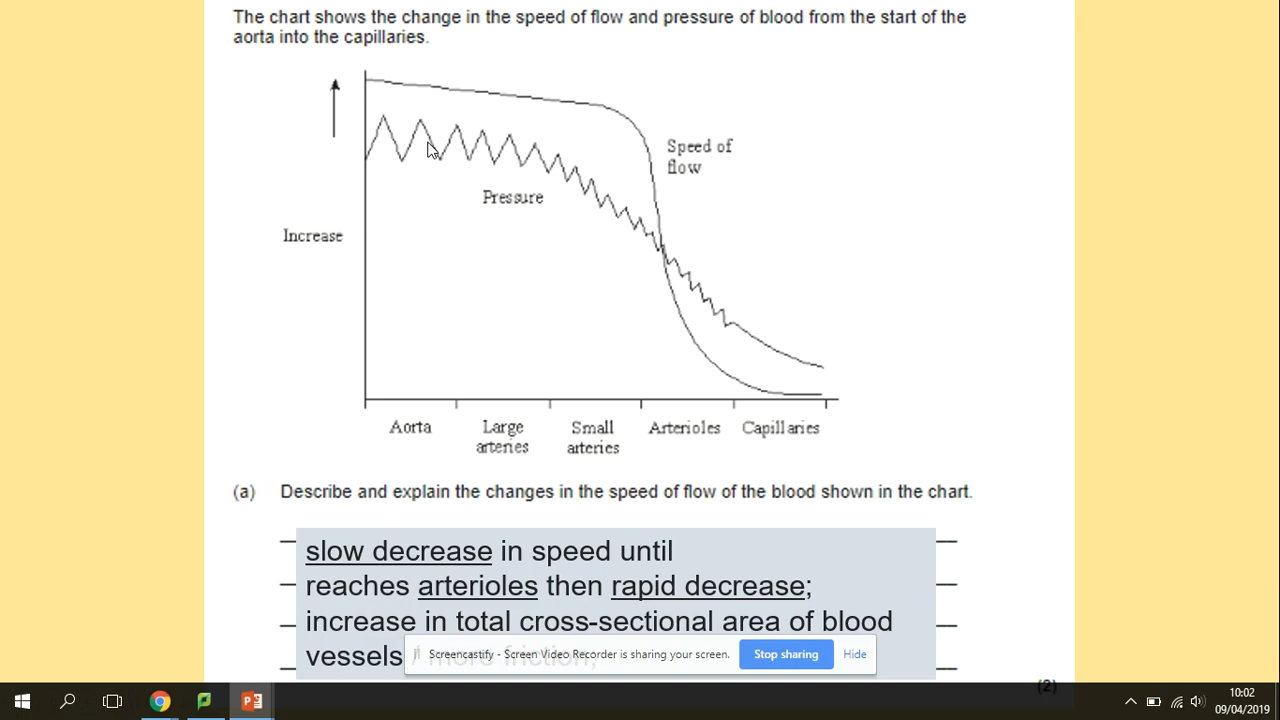 The chart shows the change in the speed of flow and pressure of blood from the start of the
aorta into the capillaries.
Speed of
flow
Pressure
Increase
Aorta
Large
arteries
Small
arteries
Arterioles
Capillaries
(a) Describe and explain the changes in the speed of flow of the blood shown in the chart.
slow decrease in speed until
reaches arterioles then rapid decrease;
increase in total cross-sectional area of blood
vessels / more friction;
Screencastify - Screen Video Recorder is sharing your screen.
Stop sharing
Hide
(2)
10:02
09/04/2019